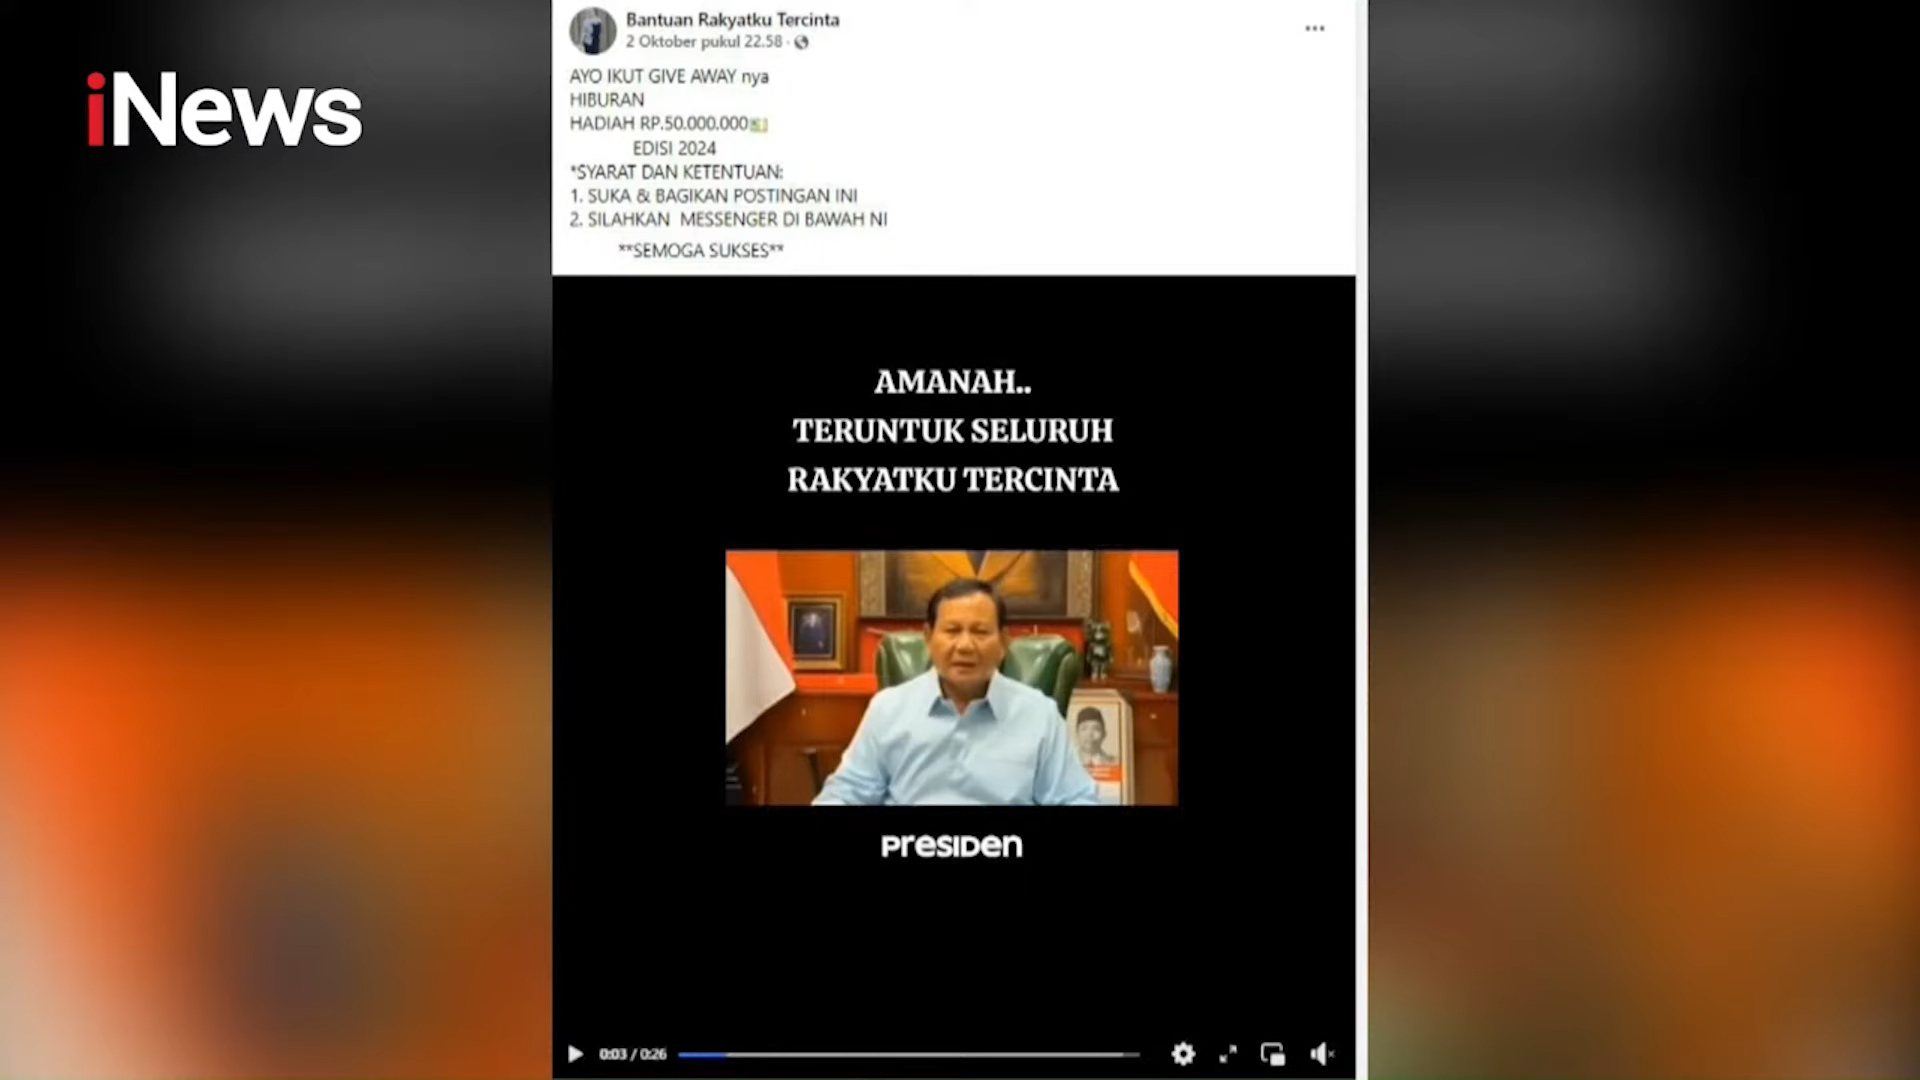 iNews
Bantuan Rakyatku Tercinta
2 Oktober pukul 22.58 ·
AYO IKUT GIVE AWAY nya
HIBURAN
HADIAH RP.50.000.000
EDISI 2024
*SYARAT DAN KETENTUAN:
1. SUKA & BAGIKAN POSTINGAN INI
2. SILAHKAN MESSENGER DI BAWAH NI
**SEMOGA SUKSES**
AMANAH..
TERUNTUK SELURUH
RAKYATKU TERCINTA
PresIDen
0:03 / 0:26